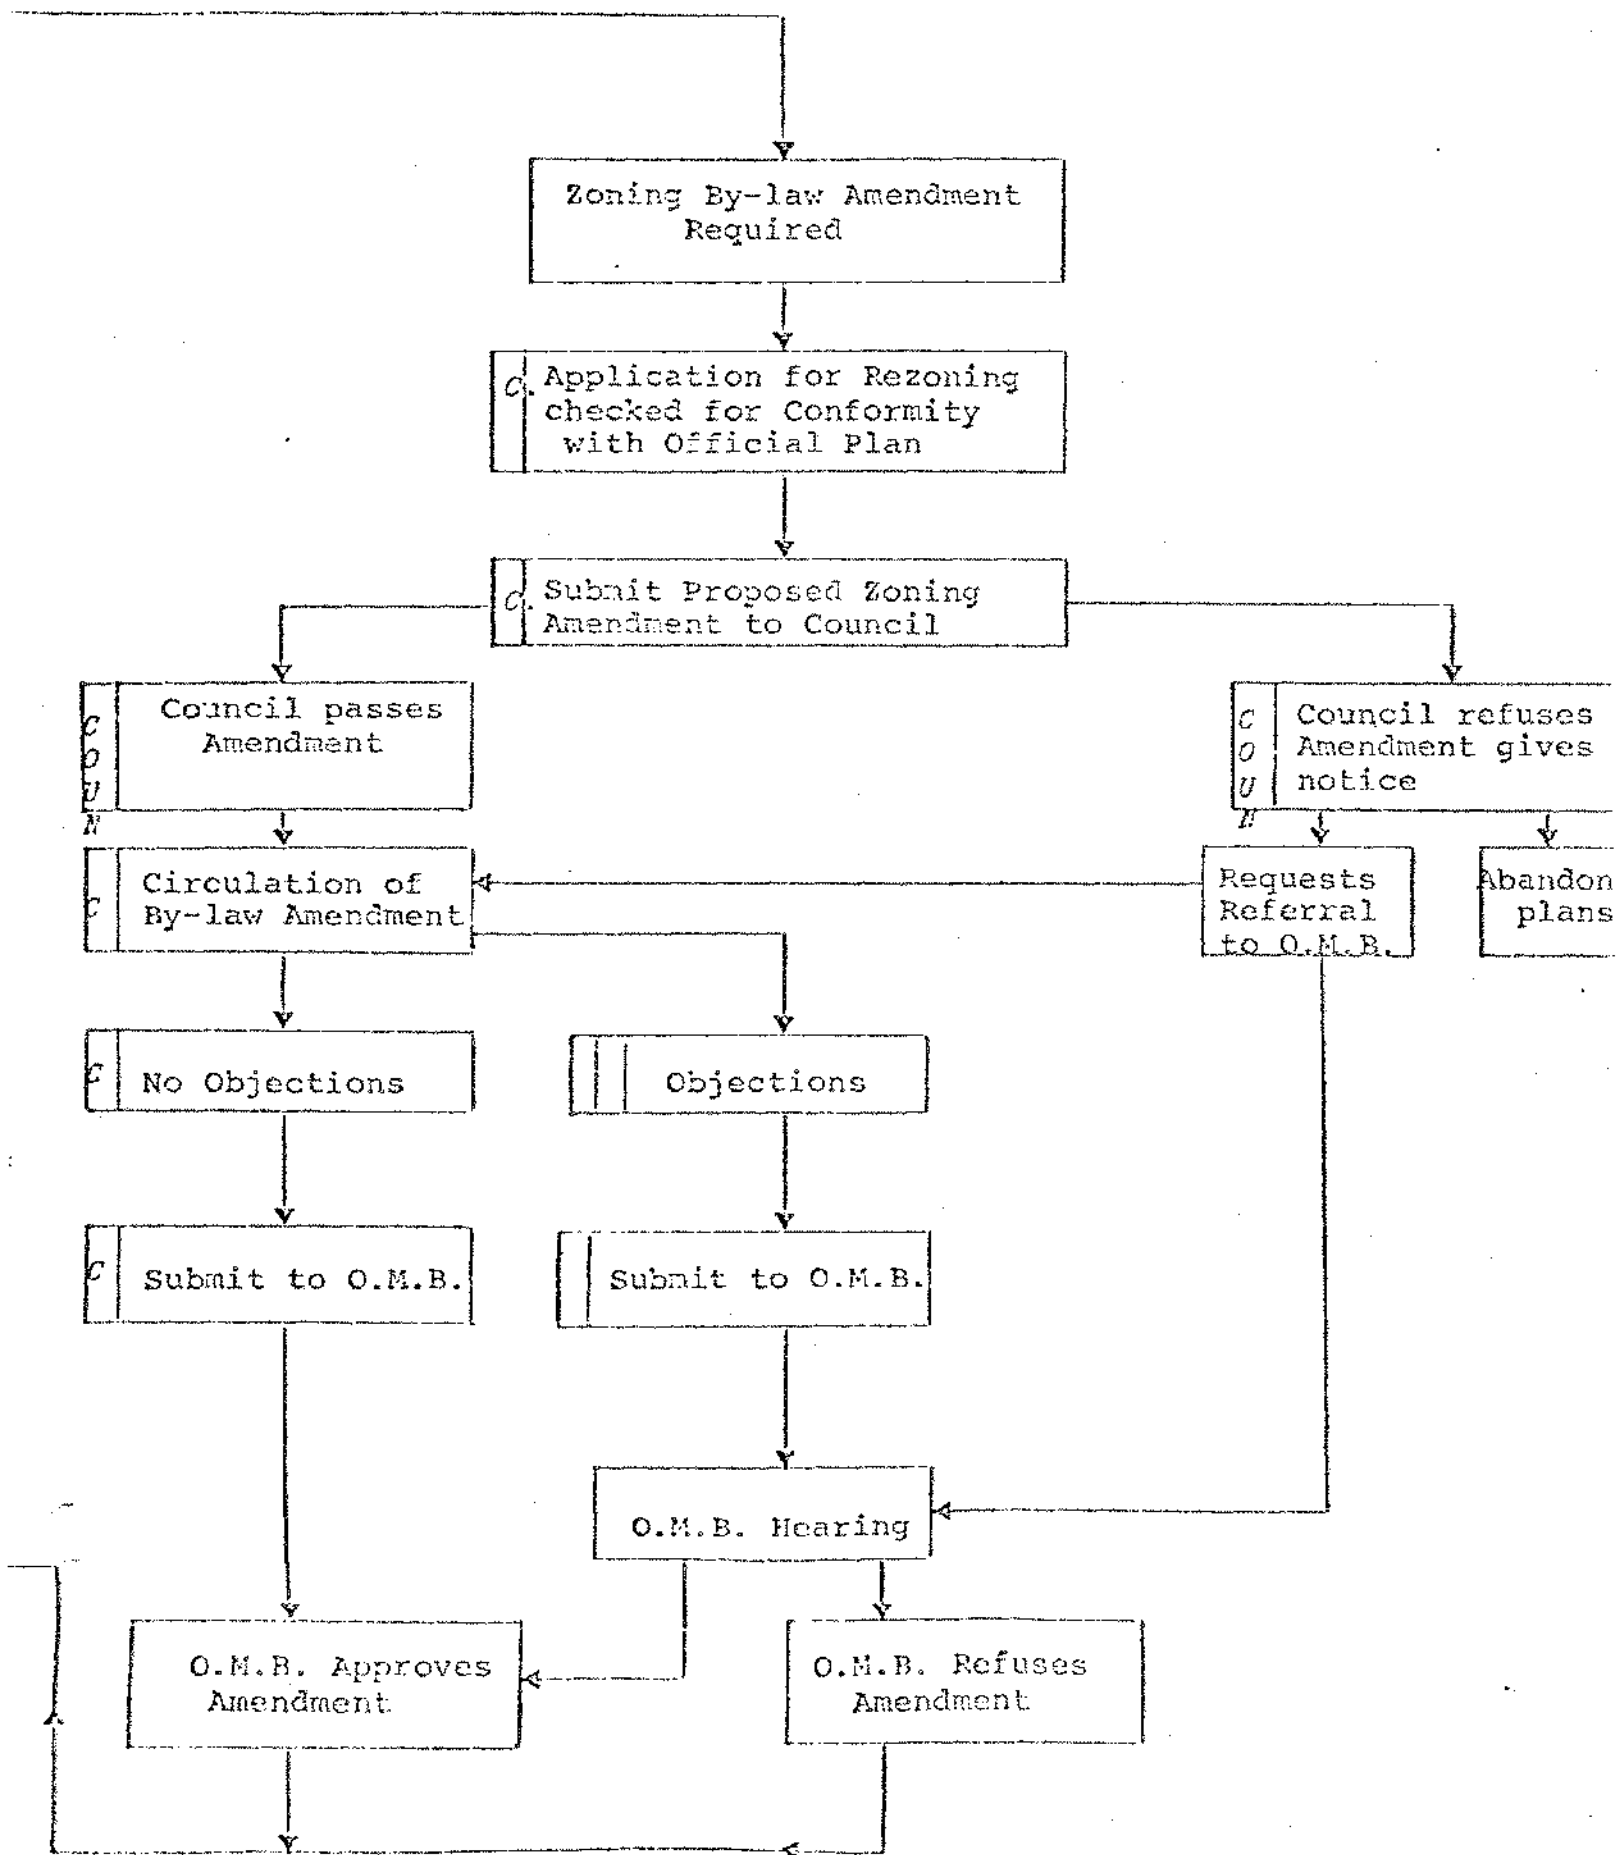 Zoning By-law Amendment
Required
C.
Application for Rezoning
checked for Conformity
with Official Plan
C.
Submit Proposed Zoning
Amendment to Council
C
O
U
N
Council passes
Amendment
C
O
U
N
Council refuses
Amendment gives
notice
C
Circulation of
By-law Amendment
Requests
Referral
to O.M.B.
Abandon
plans
C
No Objections
Objections
C
Submit to O.M.B.
Submit to O.M.B.
O.M.B. Hearing
O.M.B. Approves
Amendment
O.M.B. Refuses
Amendment